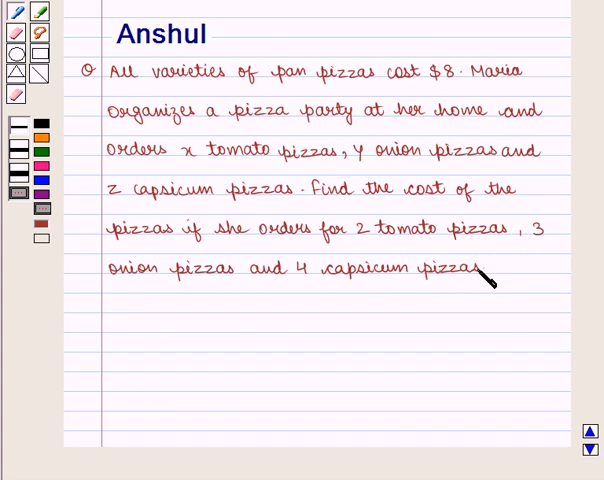 Anshul
Q All varieties of pan pizzas cost $8. Maria
organizes a pizza party at her home and
orders x tomato pizzas, y onion pizzas and
z capsicum pizzas. Find the cost of the
pizzas if she orders for 2 tomato pizzas, 3
onion pizzas and 4 capsicum pizzas